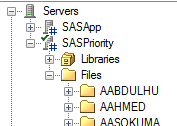 Servers
SASApp
SASPriority
Libraries
Files
AABDULHU
AAHMED
AASOKUMA